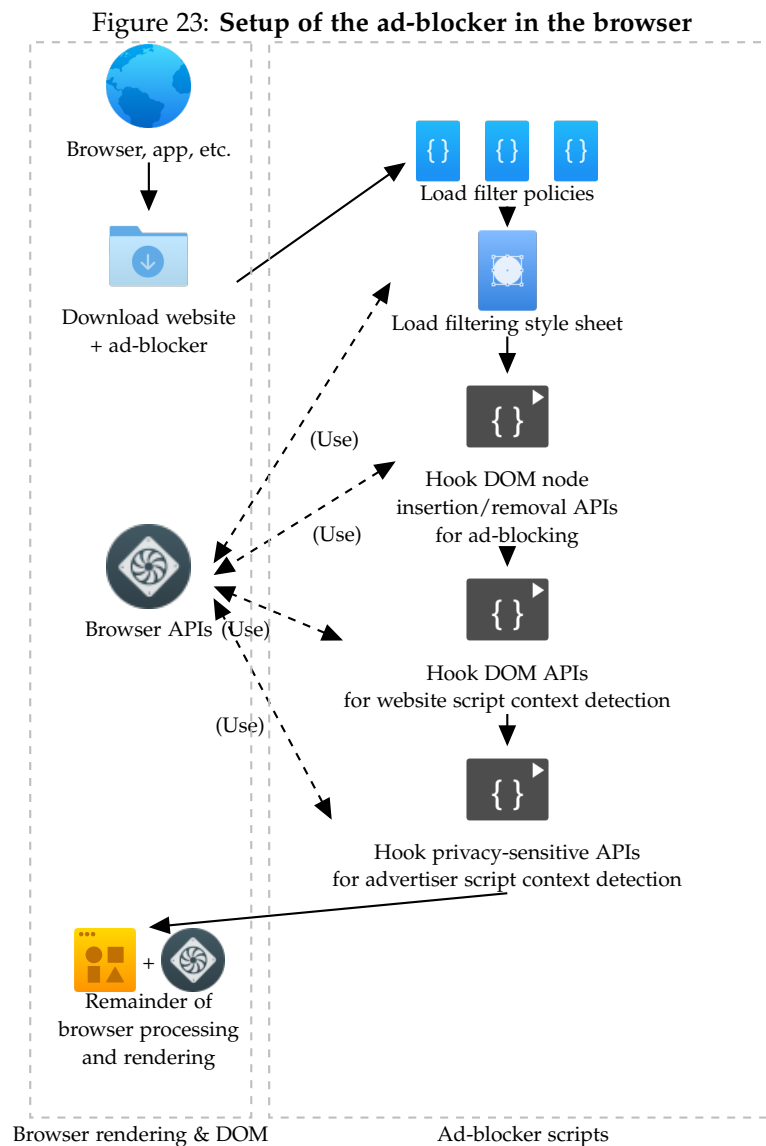 Figure 23: Setup of the ad-blocker in the browser
Browser, app, etc.
{ } { } { }
Load filter policies
Download website
+ ad-blocker
Load filtering style sheet
{ }
(Use)
Hook DOM node
insertion/removal APIs
for ad-blocking
(Use)
{ }
Browser APIs (Use)
Hook DOM APIs
for website script context detection
(Use)
{ }
Hook privacy-sensitive APIs
for advertiser script context detection
+
Remainder of
browser processing
and rendering
Browser rendering & DOM
Ad-blocker scripts